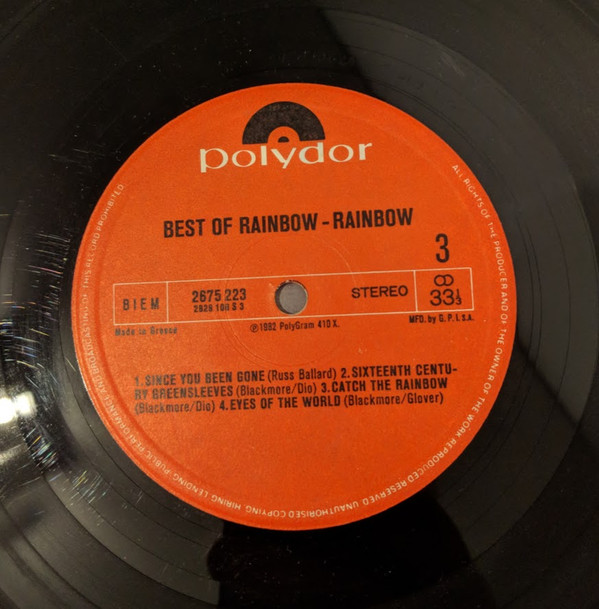 polydor
BEST OF RAINBOW - RAINBOW
3
BIEM
2675 223
STEREO
33⅓
Made in Greece
℗1982 PolyGram 410 X.
MFD. by G.P.I. s.A.
1.SINCE YOU BEEN GONE (Russ Ballard) 2.SIXTEENTH CENTU-
RY GREENSLEEVES (Blackmore/Dio) 3.CATCH THE RAINBOW
(Blackmore/Dio) 4.EYES OF THE WORLD (Blackmore/Glover)
ALL RIGHTS OF THE PRODUCER AND OF THE OWNER OF THE WORK REPRODUCED RESERVED UNAUTHORISED COPYING HIRING LENDING PUBLIC PERFORMANCE AND BROADCASTING OF THIS RECORD PROHIBITED